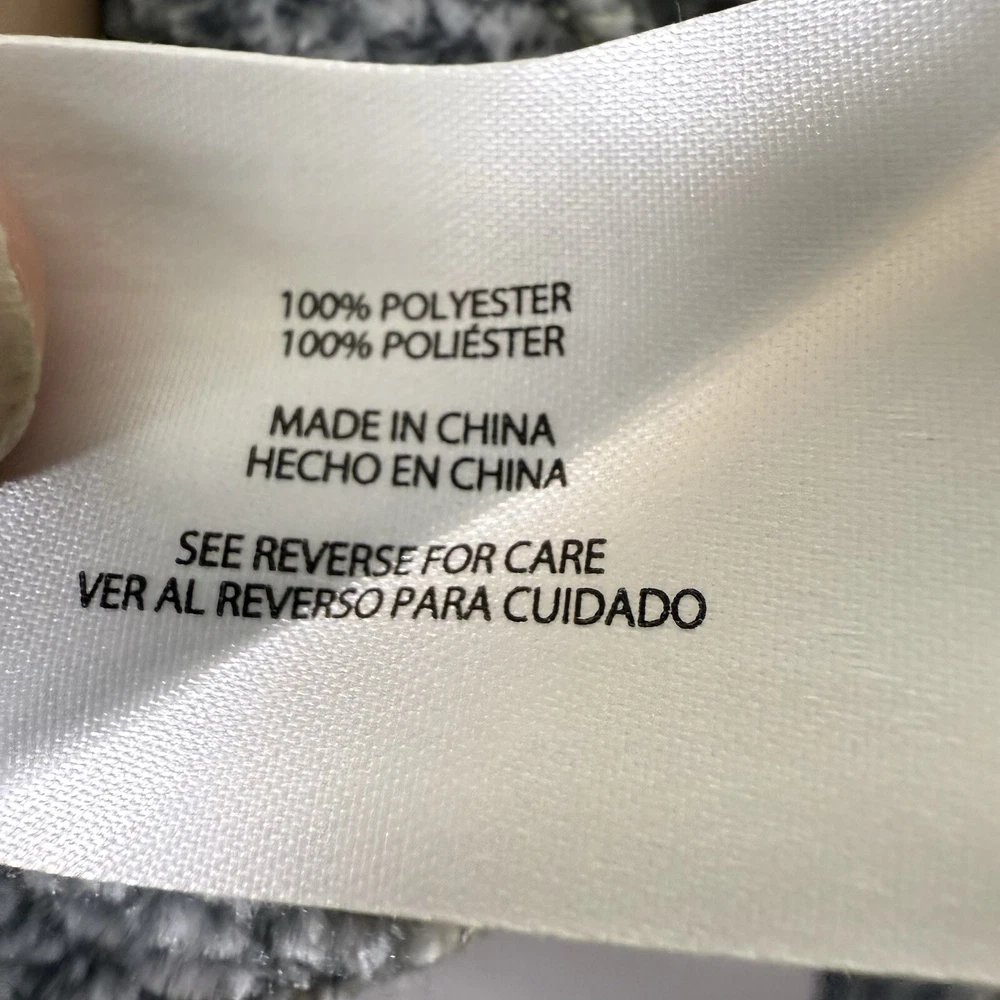 100% POLYESTER
100% POLIÉSTER
MADE IN CHINA
HECHO EN CHINA
SEE REVERSE FOR CARE
VER AL REVERSO PARA CUIDADO